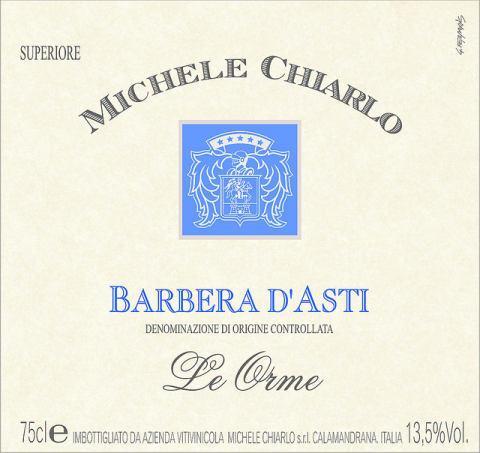 SUPERIORE
MICHELE CHIARLO
BARBERA D'ASTI
DENOMINAZIONE DI ORIGINE CONTROLLATA
Le Orme
75cl e IMBOTTIGLIATO DA AZIENDA VITIVINICOLA MICHELE CHIARLO s.r.l. CALAMANDRANA. ITALIA 13,5%Vol.